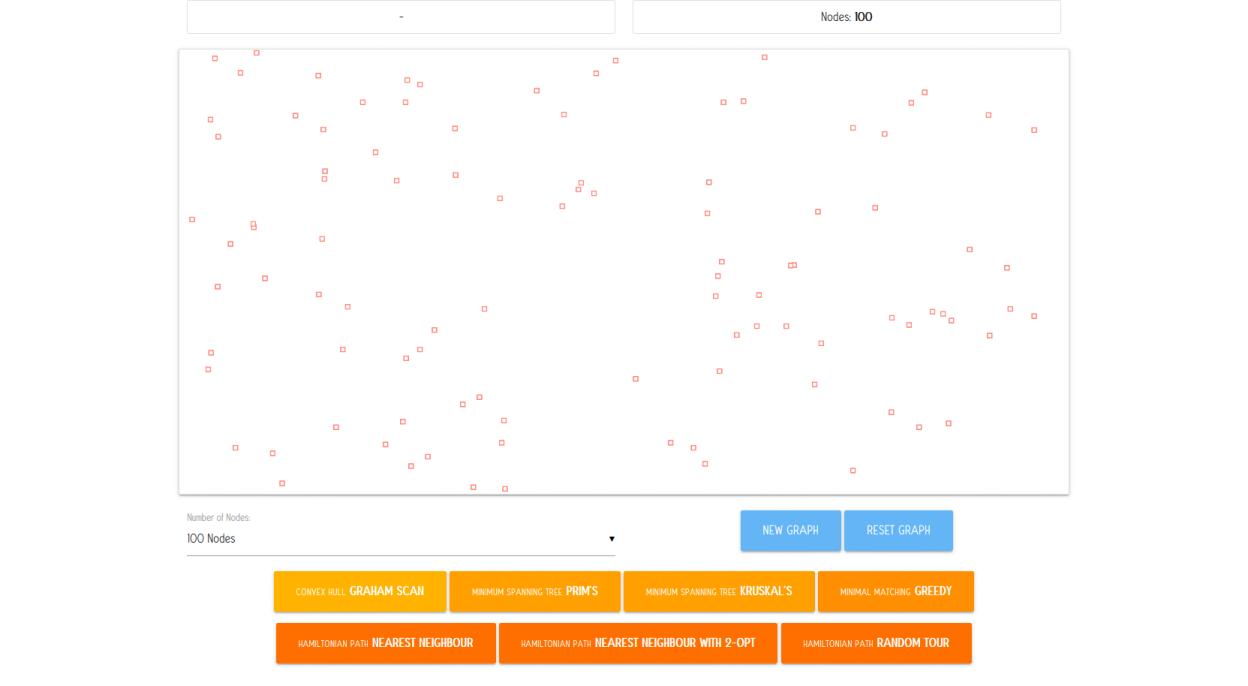 -
Nodes: 100
Number of Nodes:
100 Nodes
NEW GRAPH
RESET GRAPH
CONVEX HULL GRAHAM SCAN
MINIMUM SPANNING TREE PRIM'S
MINIMUM SPANNING TREE KRUSKAL'S
MINIMAL MATCHING GREEDY
HAMILTONIAN PATH NEAREST NEIGHBOUR
HAMILTONIAN PATH NEAREST NEIGHBOUR WITH 2-OPT
HAMILTONIAN PATH RANDOM TOUR